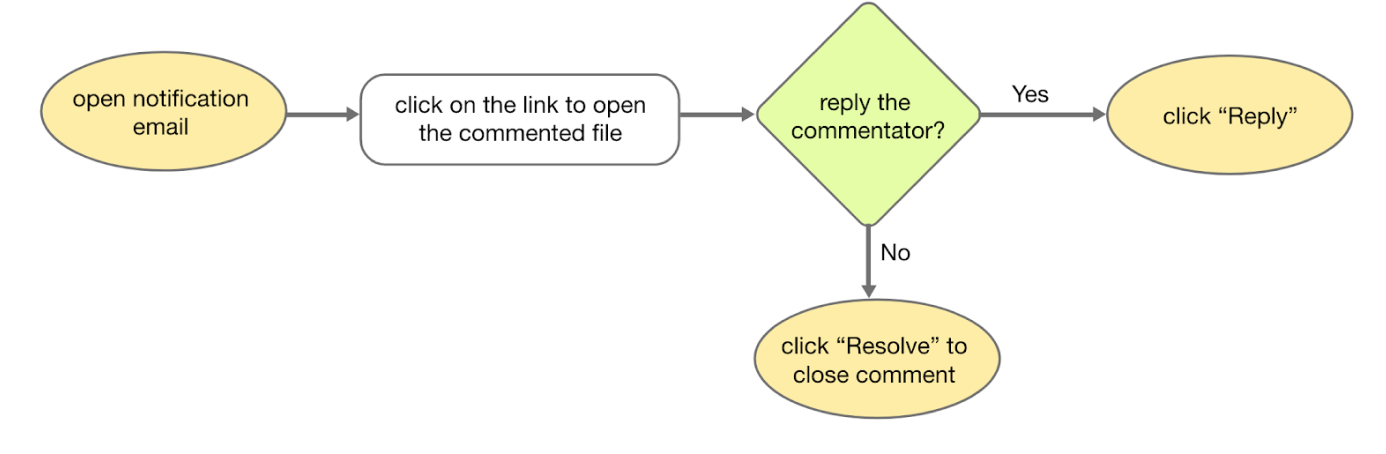 open notification
email
click on the link to open
the commented file
reply the
commentator?
Yes
click “Reply”
No
click “Resolve” to
close comment